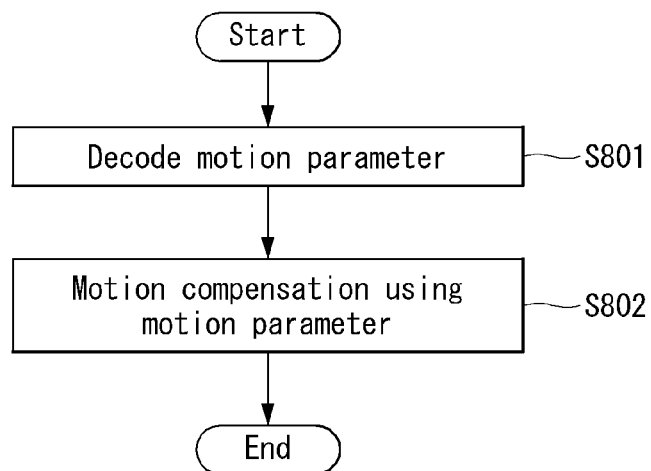 Start
Decode motion parameter
S801
Motion compensation using
motion parameter
S802
End